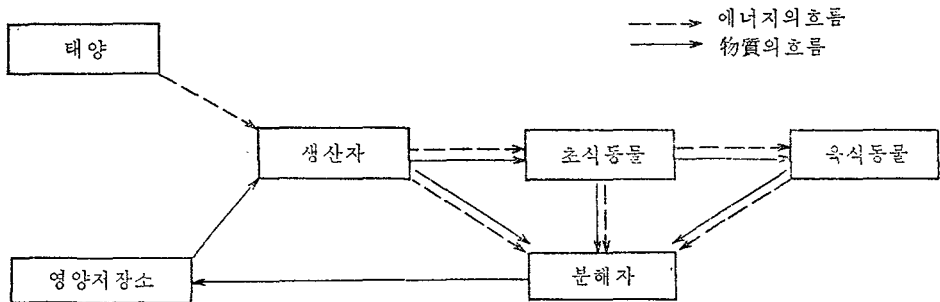 에너지의흐름
物質의흐름
태양
생산자
초식동물
육식동물
영양저장소
분해자